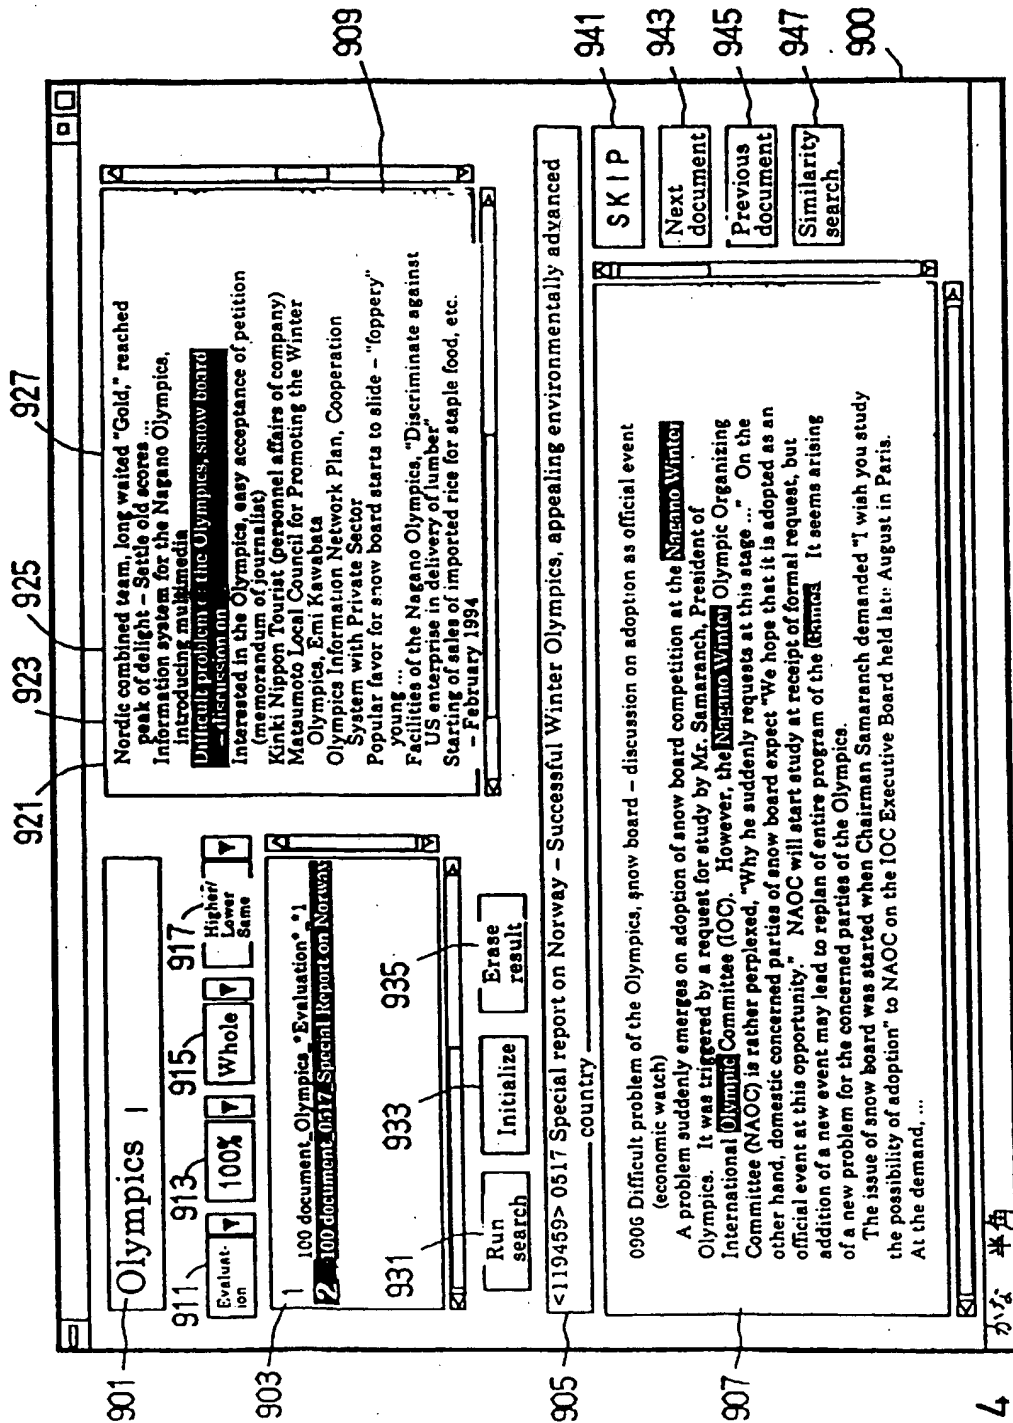 921
923
925
927
901
Olympics
911
913
915
917
Evaluat-
ion
100%
Whole
Higher/
Lower
Same
903
1 100 document_Olympics_*Evaluation*_*1
2 100 document_0517 Special Report on Norway
931
933
935
Run
search
Initialize
Erase
result
Nordic combined team, long waited "Gold," reached
peak of delight – Settle old scores ...
Information system for the Nagano Olympics,
introducing multimedia
Difficult problem of the Olympics, snow board
– discussion on
Interested in the Olympics, easy acceptance of petition
(memorandum of journalist)
Kinki Nippon Tourist (personnel affairs of company)
Matsumoto Local Council for Promoting the Winter
Olympics, Emi Kawabata
Olympics Information Network Plan, Cooperation
System with Private Sector
Popular favor for snow board starts to slide – "foppery"
young ...
Facilities of the Nagano Olympics, "Discriminate against
US enterprise in delivery of lumber"
Starting of sales of imported rice for staple food, etc.
– February 1994
909
905
<119459> 0517 Special report on Norway – Successful Winter Olympics, appealing environmentally advanced
country
907
0906 Difficult problem of the Olympics, snow board – discussion on adoption as official event
(economic watch)
A problem suddenly emerges on adoption of snow board competition at the Nagano Winter
Olympics. It was triggered by a request for study by Mr. Samaranch, President of
International Olympic Committee (IOC). However, the Nagano Winter Olympic Organizing
Committee (NAOC) is rather perplexed, "Why he suddenly requests at this stage ..." On the
other hand, domestic concerned parties of snow board expect "We hope that it is adopted as an
official event at this opportunity." NAOC will start study at receipt of formal request, but
addition of a new event may lead to replan of entire program of the It seems arising
of a new problem for the concerned parties of the Olympics.
The issue of snow board was started when Chairman Samaranch demanded "I wish you study
the possibility of adoption" to NAOC on the IOC Executive Board held late August in Paris.
At the demand, ...
SKIP
941
Next
document
943
Previous
document
945
Similarity
search
947
900
かな 半角
4